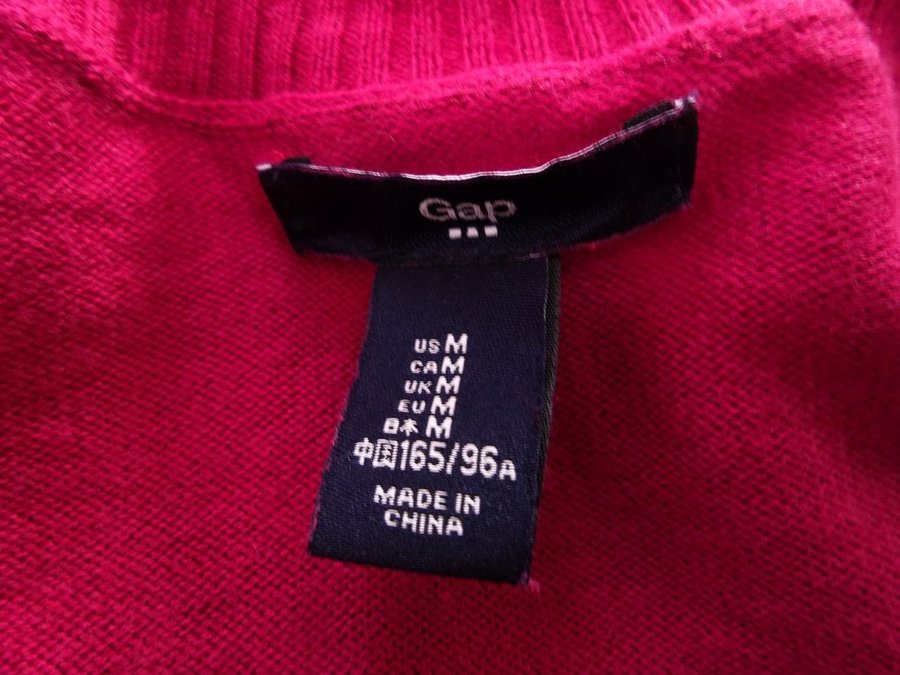 Gap
US M
CA M
UK M
EU M
日本 M
中国165/96A
MADE IN
CHINA